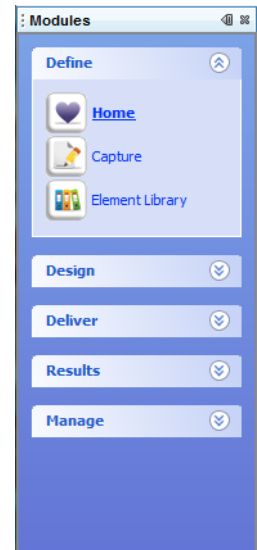 Modules
Define
Home
Capture
Element Library
Design
Deliver
Results
Manage